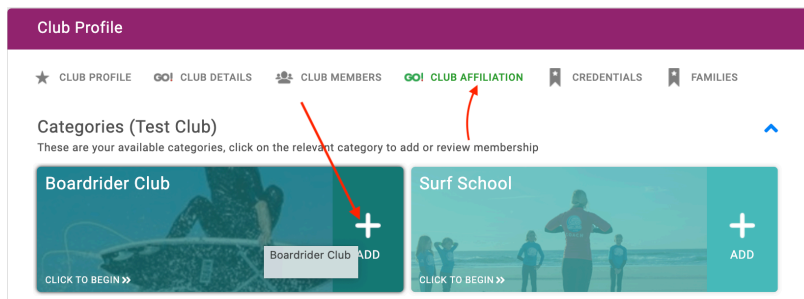 Club Profile
CLUB PROFILE GO! CLUB DETAILS CLUB MEMBERS GO! CLUB AFFILIATION CREDENTIALS FAMILIES
Categories (Test Club)
These are your available categories, click on the relevant category to add or review membership
Boardrider Club
ADD
Boardrider Club
CLICK TO BEGIN >>
Surf School
ADD
CLICK TO BEGIN >>